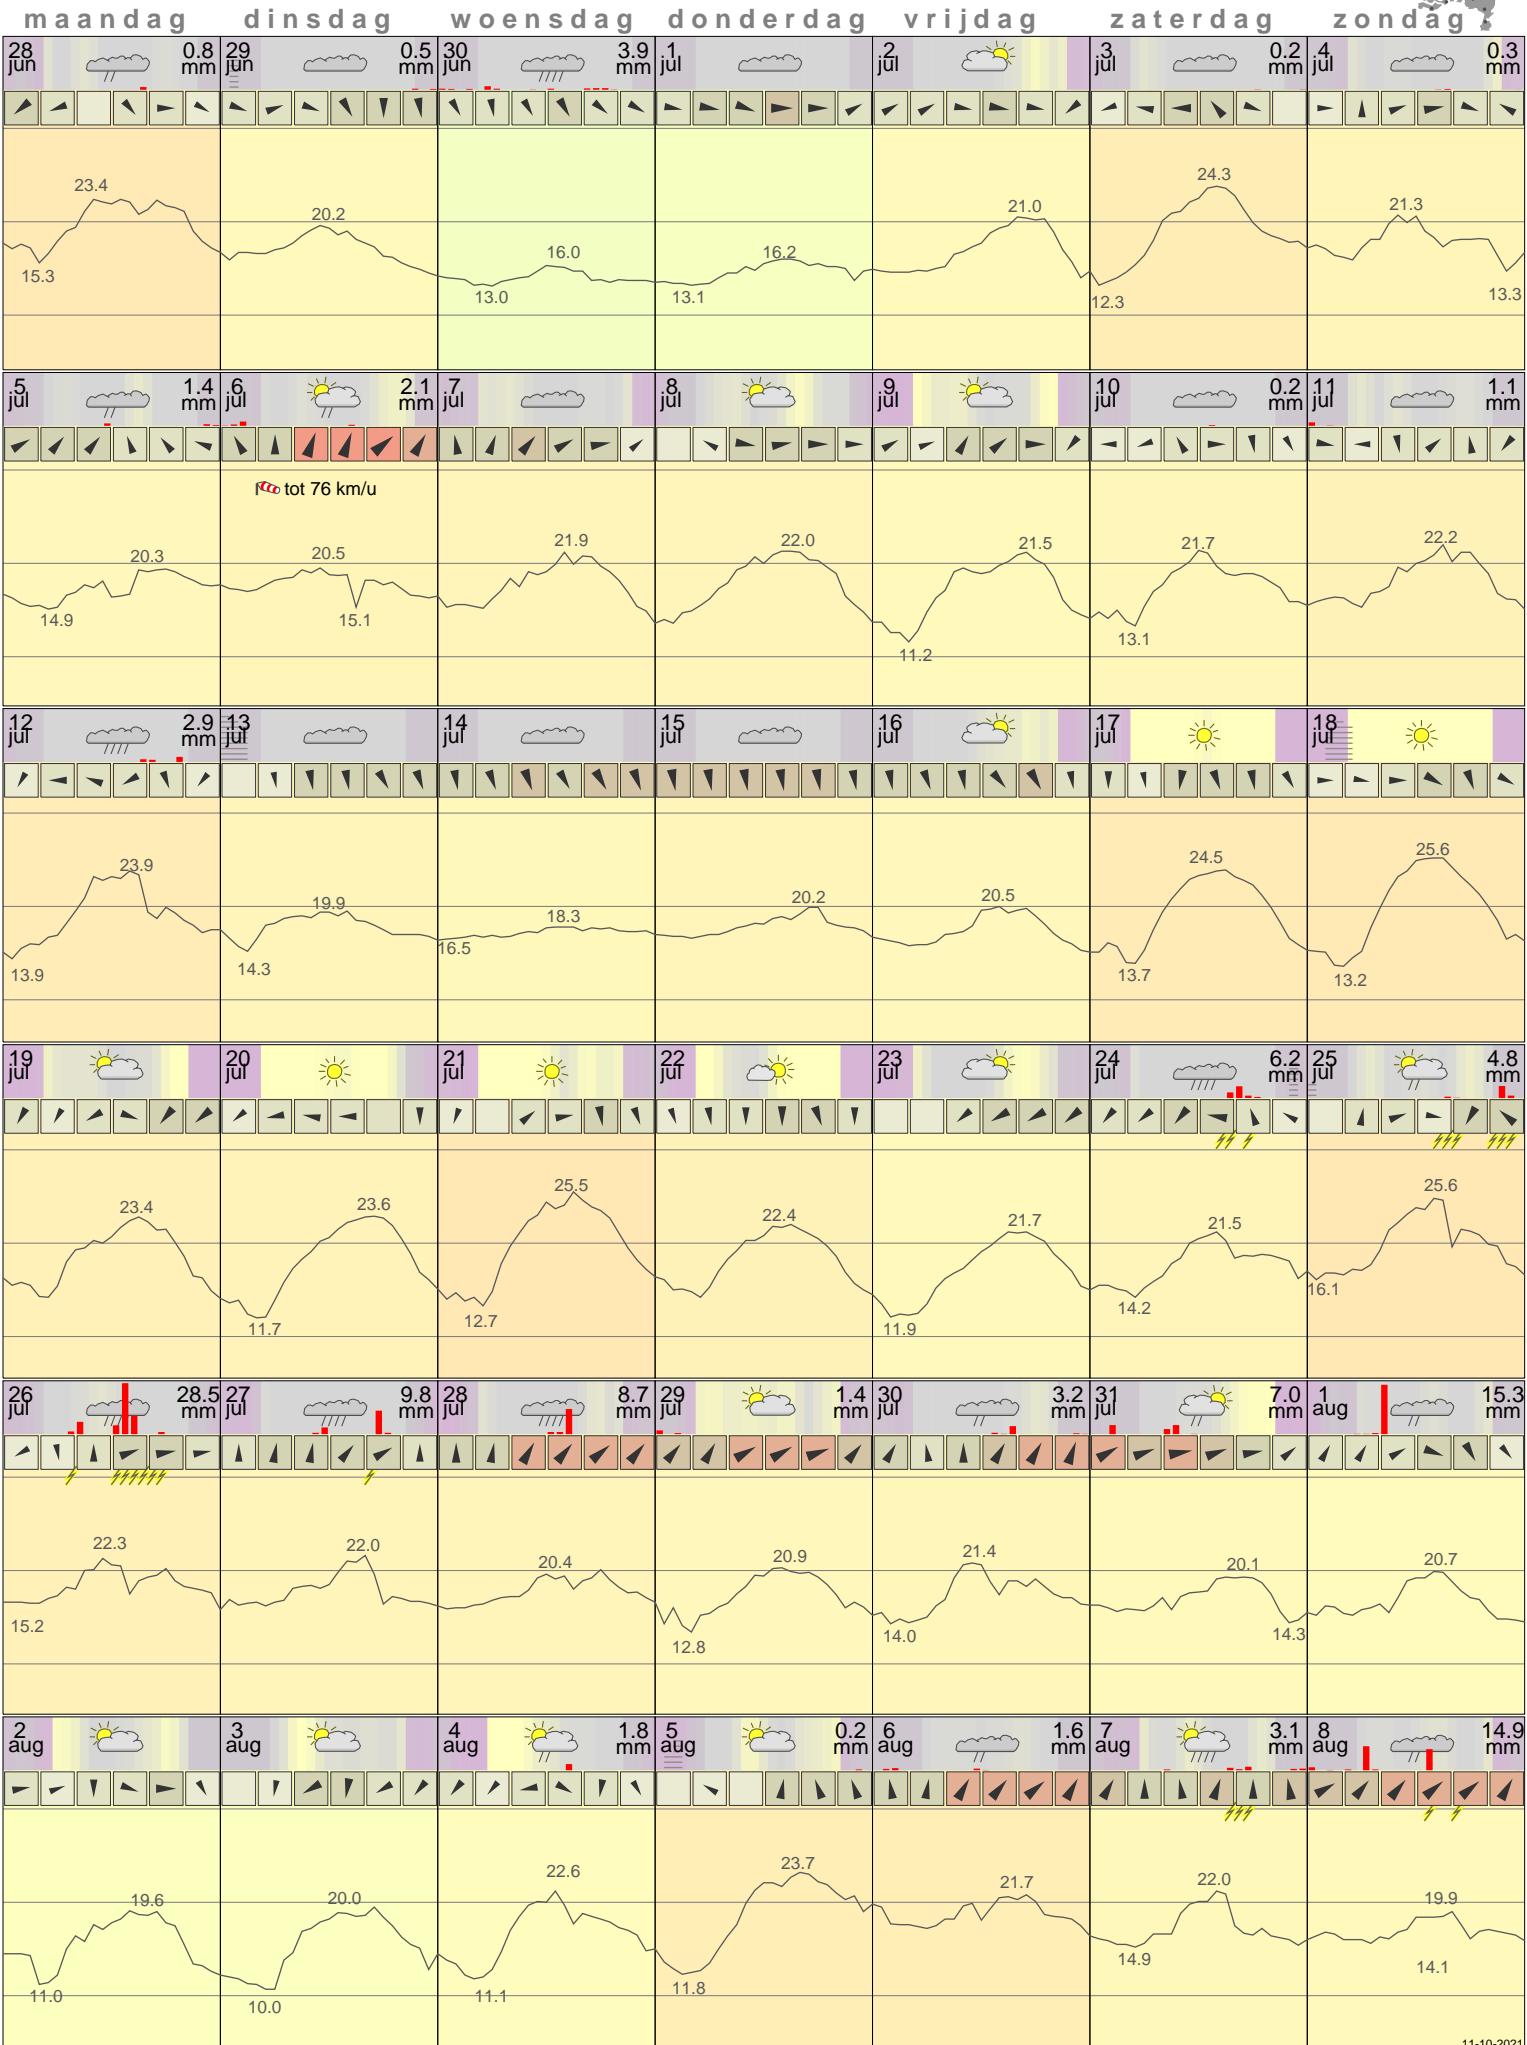 maandag dinsdag woensdag donderdag vrijdag zaterdag zondag
28 jun 0.8 mm 29 jun 0.5 mm 30 jun 3.9 mm 1 jul 2 jul 3 jul 0.2 mm 4 jul 0.3 mm
23.4 15.3 20.2 16.0 13.0 16.2 13.1 21.0 24.3 12.3 21.3 13.3
5 jul 1.4 mm 6 jul 2.1 mm 7 jul 8 jul 9 jul 10 jul 0.2 mm 11 jul 1.1 mm
tot 76 km/u
20.3 14.9 20.5 15.1 21.9 22.0 21.5 11.2 21.7 13.1 22.2
12 jul 2.9 mm 13 jul 14 jul 15 jul 16 jul 17 jul 18 jul
23.9 13.9 19.9 14.3 18.3 16.5 20.2 20.5 24.5 13.7 25.6 13.2
19 jul 20 jul 21 jul 22 jul 23 jul 24 jul 6.2 mm 25 jul 4.8 mm
23.4 23.6 11.7 25.5 12.7 22.4 21.7 11.9 21.5 14.2 25.6 16.1
26 jul 28.5 mm 27 jul 9.8 mm 28 jul 8.7 mm 29 jul 1.4 mm 30 jul 3.2 mm 31 jul 7.0 mm 1 aug 15.3 mm
22.3 15.2 22.0 20.4 20.9 12.8 21.4 14.0 20.1 14.3 20.7
2 aug 3 aug 4 aug 1.8 mm 5 aug 0.2 mm 6 aug 1.6 mm 7 aug 3.1 mm 8 aug 14.9 mm
19.6 11.0 20.0 10.0 22.6 11.1 23.7 11.8 21.7 22.0 14.9 19.9 14.1
11-10-2021